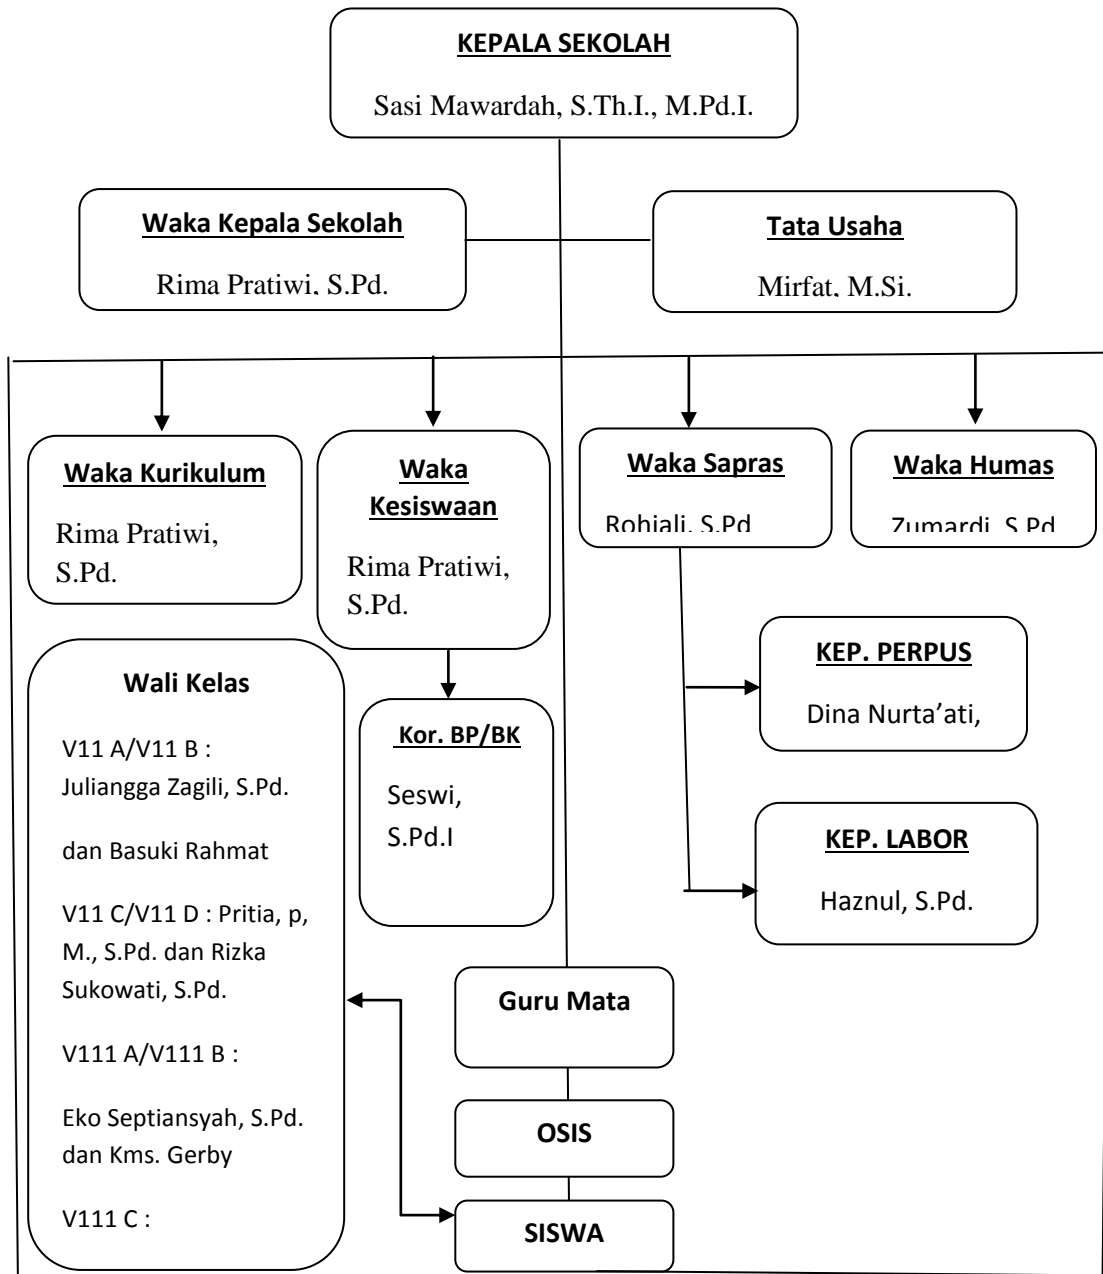 KEPALA SEKOLAH
Sasi Mawardah, S.Th.I., M.Pd.I.
Waka Kepala Sekolah
Rima Pratiwi, S.Pd.
Tata Usaha
Mirfat, M.Si.
Waka Kurikulum
Rima Pratiwi,
S.Pd.
Waka
Kesiswaan
Rima Pratiwi,
S.Pd.
Waka Sapras
Rohjali, S.Pd
Waka Humas
Zumardi, S.Pd
Wali Kelas
V11 A/V11 B :
Juliangga Zagili, S.Pd.
dan Basuki Rahmat
V11 C/V11 D : Pritia, p,
M., S.Pd. dan Rizka
Sukowati, S.Pd.
V111 A/V111 B :
Eko Septiansyah, S.Pd.
dan Kms. Gerby
V111 C :
Kor. BP/BK
Seswi,
S.Pd.I
KEP. PERPUS
Dina Nurta’ati,
KEP. LABOR
Haznul, S.Pd.
Guru Mata
OSIS
SISWA